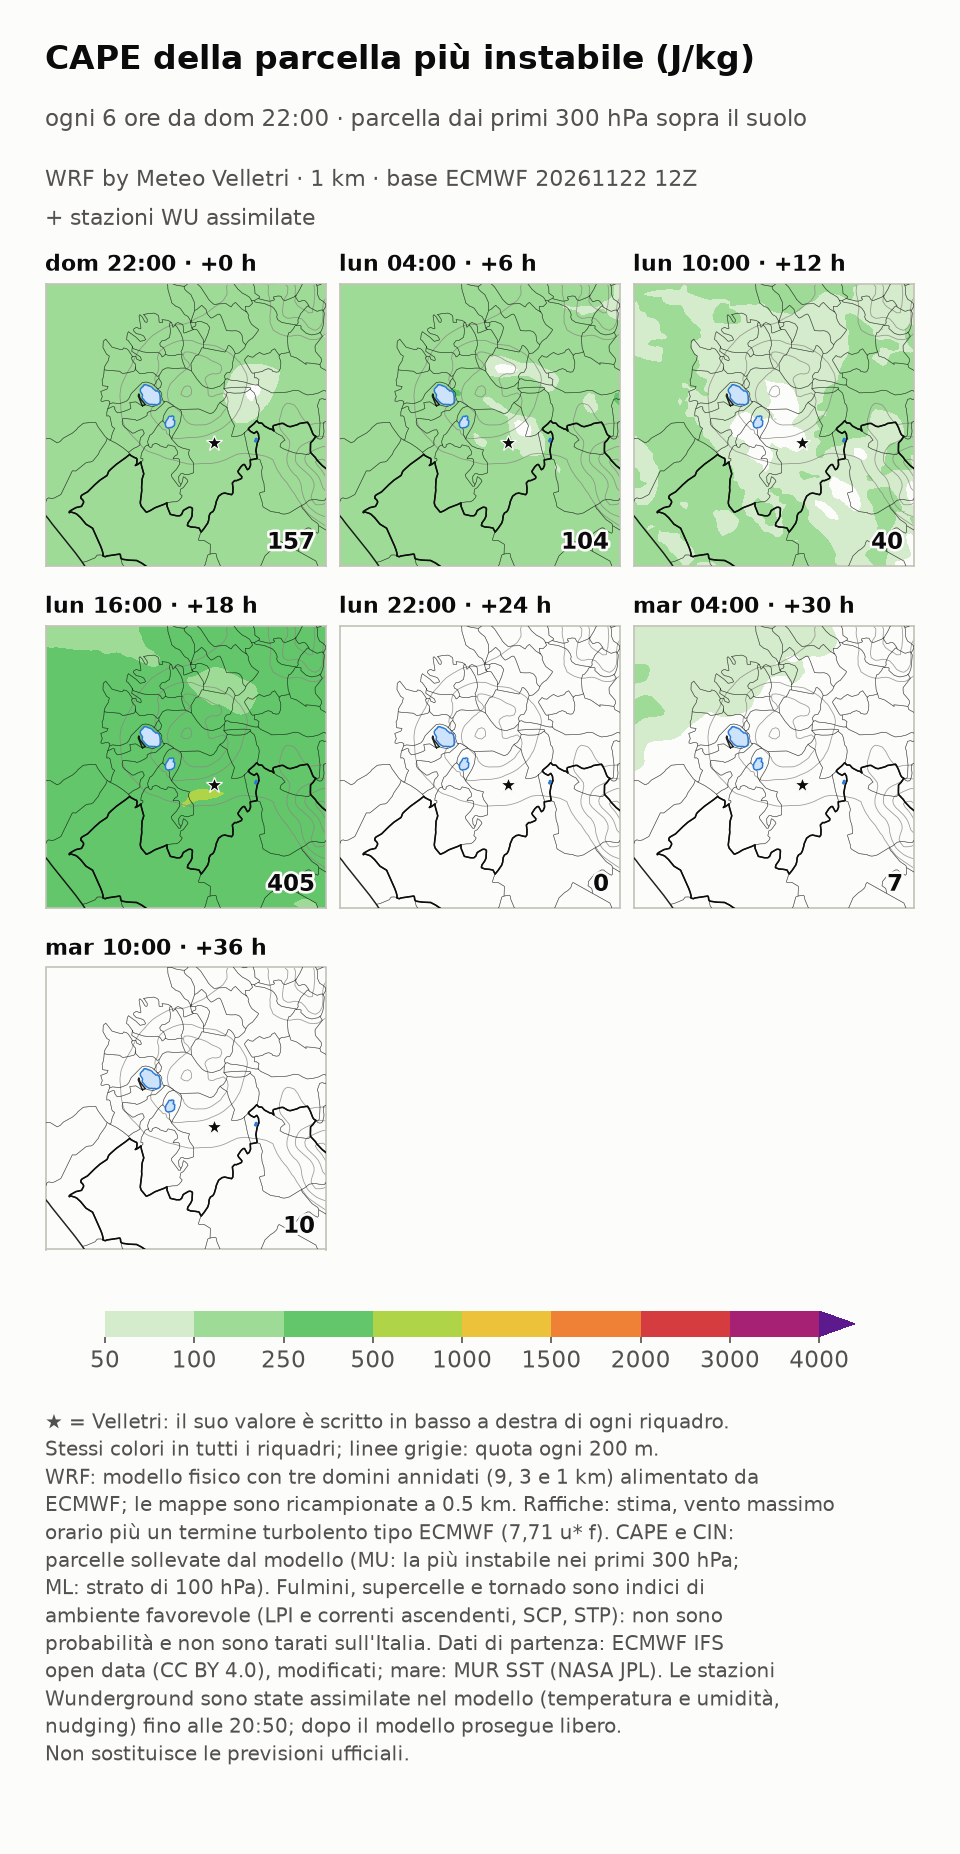 CAPE della parcella più instabile (J/kg)
ogni 6 ore da dom 22:00 · parcella dai primi 300 hPa sopra il suolo
WRF by Meteo Velletri · 1 km · base ECMWF 20261122 12Z
+ stazioni WU assimilate
dom 22:00 · +0 h
lun 04:00 · +6 h
lun 10:00 · +12 h
157
104
40
lun 16:00 · +18 h
lun 22:00 · +24 h
mar 04:00 · +30 h
405
0
7
mar 10:00 · +36 h
10
50 100 250 500 1000 1500 2000 3000 4000
★ = Velletri: il suo valore è scritto in basso a destra di ogni riquadro.
Stessi colori in tutti i riquadri; linee grigie: quota ogni 200 m.
WRF: modello fisico con tre domini annidati (9, 3 e 1 km) alimentato da
ECMWF; le mappe sono ricampionate a 0.5 km. Raffiche: stima, vento massimo
orario più un termine turbolento tipo ECMWF (7,71 u* f). CAPE e CIN:
parcelle sollevate dal modello (MU: la più instabile nei primi 300 hPa;
ML: strato di 100 hPa). Fulmini, supercelle e tornado sono indici di
ambiente favorevole (LPI e correnti ascendenti, SCP, STP): non sono
probabilità e non sono tarati sull'Italia. Dati di partenza: ECMWF IFS
open data (CC BY 4.0), modificati; mare: MUR SST (NASA JPL). Le stazioni
Wunderground sono state assimilate nel modello (temperatura e umidità,
nudging) fino alle 20:50; dopo il modello prosegue libero.
Non sostituisce le previsioni ufficiali.